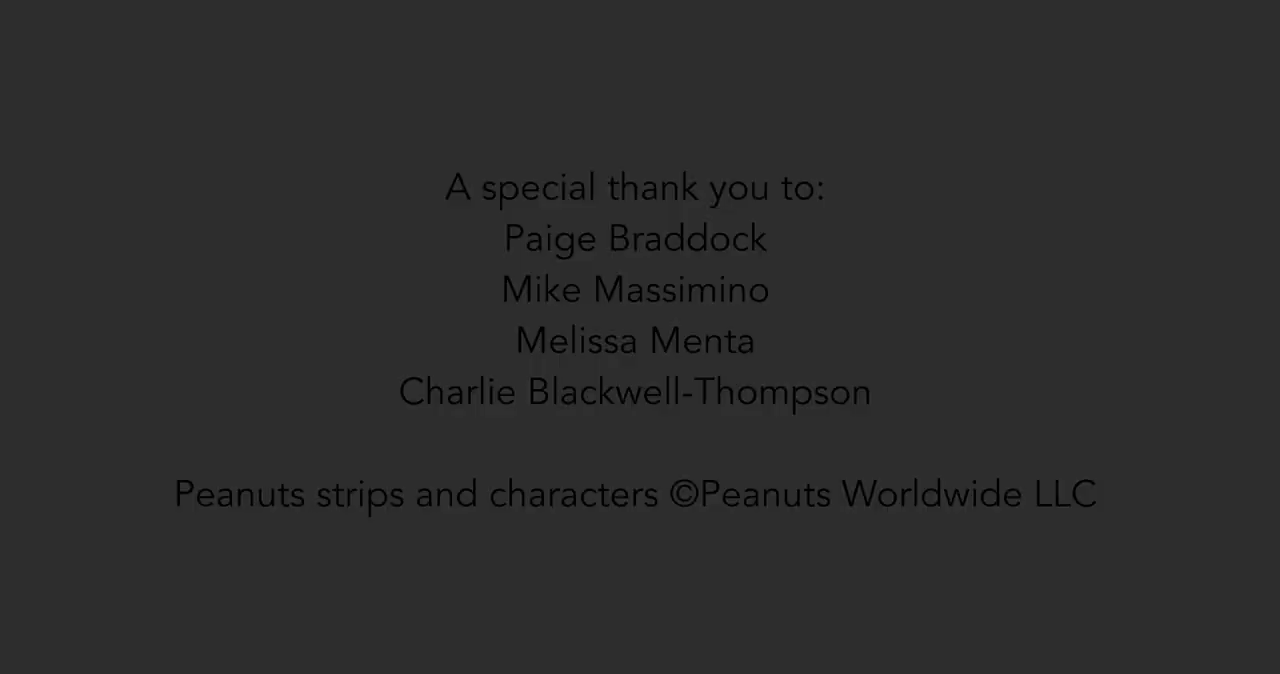 A special thank you to:
Paige Braddock
Mike Massimino
Melissa Menta
Charlie Blackwell-Thompson
Peanuts strips and characters ©Peanuts Worldwide LLC